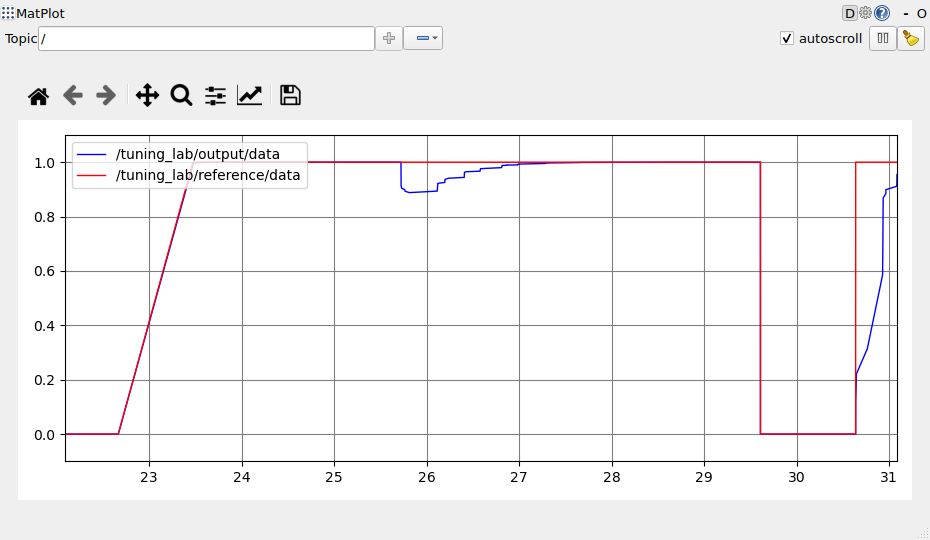 MatPlot D ? - O
Topic / autoscroll
/tuning_lab/output/data
/tuning_lab/reference/data
1.0
0.8
0.6
0.4
0.2
0.0
23 24 25 26 27 28 29 30 31